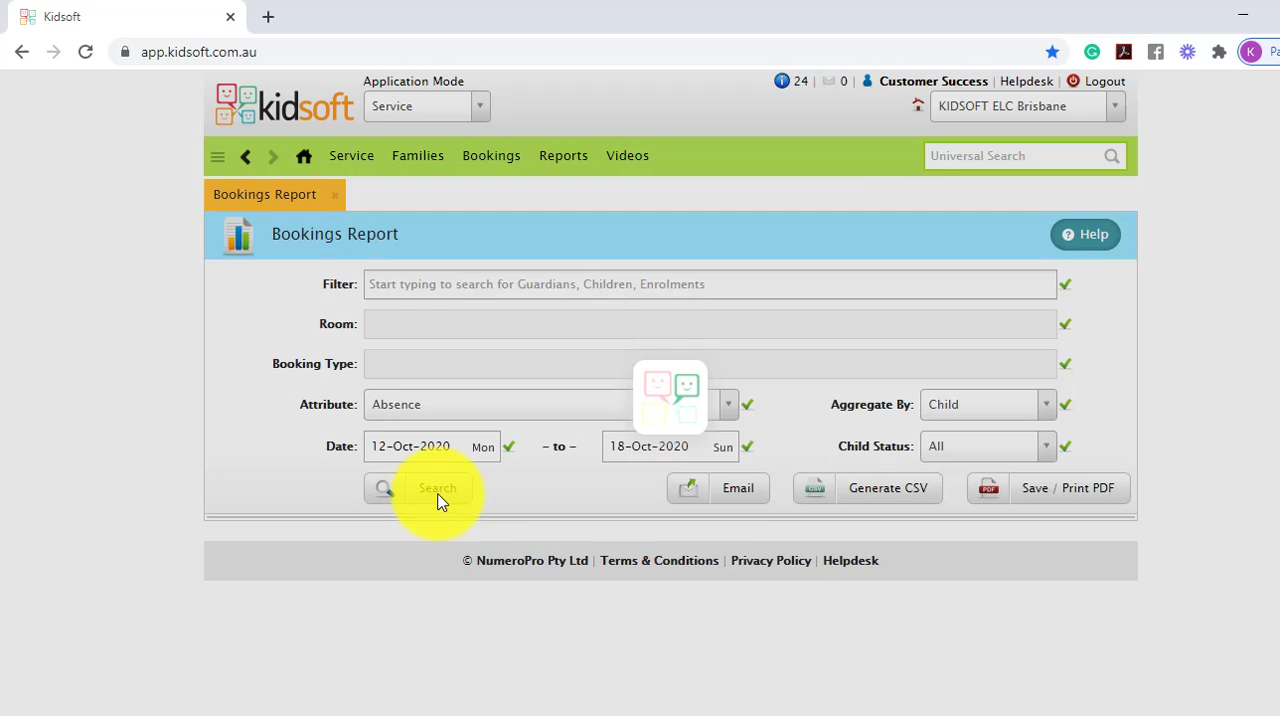 Kidsoft
app.kidsoft.com.au
K
Application Mode
24 | 0 Customer Success | Helpdesk | Logout
kidsoft
Service
KIDSOFT ELC Brisbane
Service Families Bookings Reports Videos
Universal Search
Bookings Report
Bookings Report
Help
Filter: Start typing to search for Guardians, Children, Enrolments
Room:
Booking Type:
Attribute: Absence
Aggregate By: Child
Date: 12-Oct-2020 Mon – to – 18-Oct-2020 Sun
Child Status: All
Search
Email
CSV Generate CSV
PDF Save / Print PDF
© NumeroPro Pty Ltd | Terms & Conditions | Privacy Policy | Helpdesk